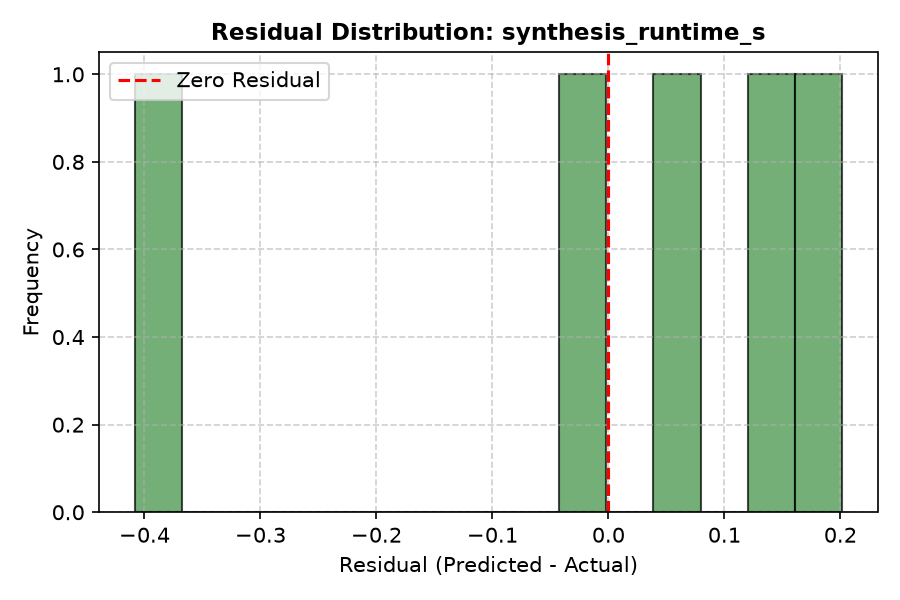 Residual Distribution: synthesis_runtime_s
Zero Residual
Frequency
1.0
0.8
0.6
0.4
0.2
0.0
−0.4 −0.3 −0.2 −0.1 0.0 0.1 0.2
Residual (Predicted - Actual)